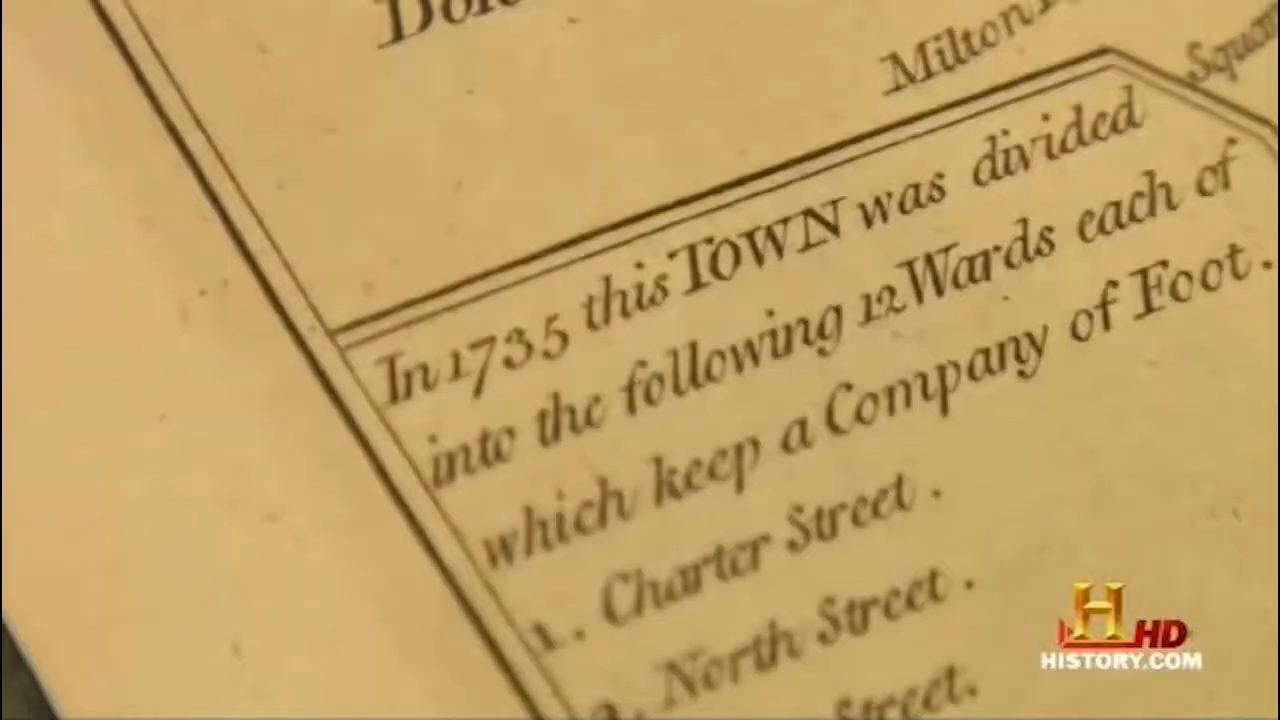 Milton
Squar
In 1735 this TOWN was divided
into the following 12 Wards each of
which keep a Company of Foot.
1. Charter Street.
2. North Street.
Street.
H HD
HISTORY.COM